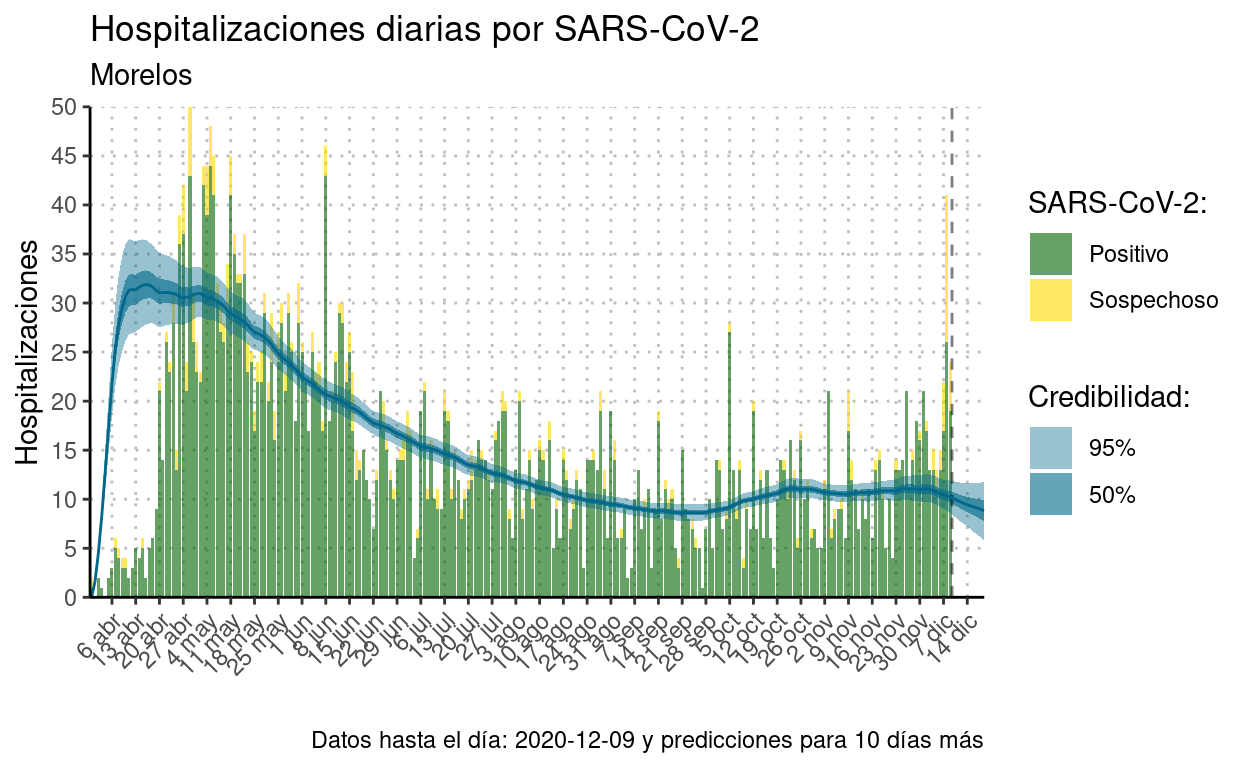 Hospitalizaciones diarias por SARS-CoV-2
Morelos
Hospitalizaciones
50
45
40
35
30
25
20
15
10
5
0
6 abr
13 abr
20 abr
27 abr
4 may
11 may
18 may
25 may
1 jun
8 jun
15 jun
22 jun
29 jun
6 jul
13 jul
20 jul
27 jul
3 ago
10 ago
17 ago
24 ago
31 ago
7 sep
14 sep
21 sep
28 sep
5 oct
12 oct
19 oct
26 oct
2 nov
9 nov
16 nov
23 nov
30 nov
7 dic
14 dic
SARS-CoV-2:
Positivo
Sospechoso
Credibilidad:
95%
50%
Datos hasta el día: 2020-12-09 y predicciones para 10 días más